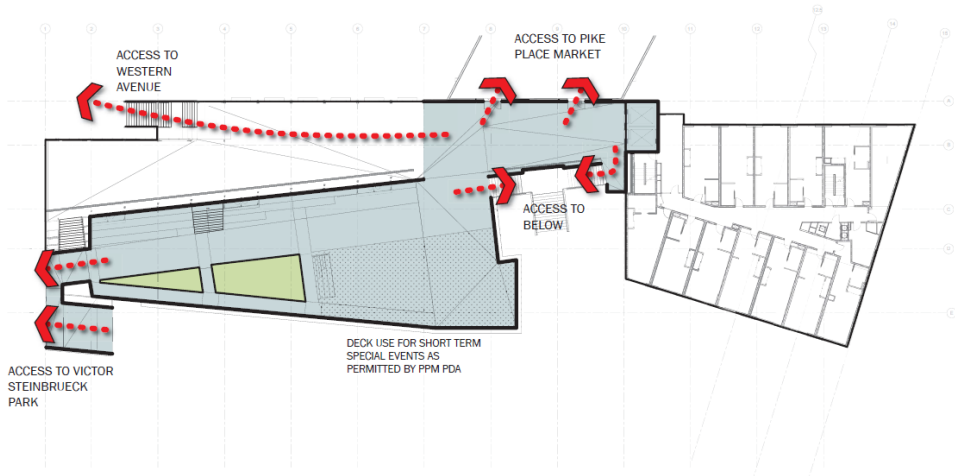 ACCESS TO PIKE
PLACE MARKET
ACCESS TO
WESTERN
AVENUE
ACCESS TO
BELOW
DECK USE FOR SHORT TERM
SPECIAL EVENTS AS
PERMITTED BY PPM PDA
ACCESS TO VICTOR
STEINBRUECK
PARK